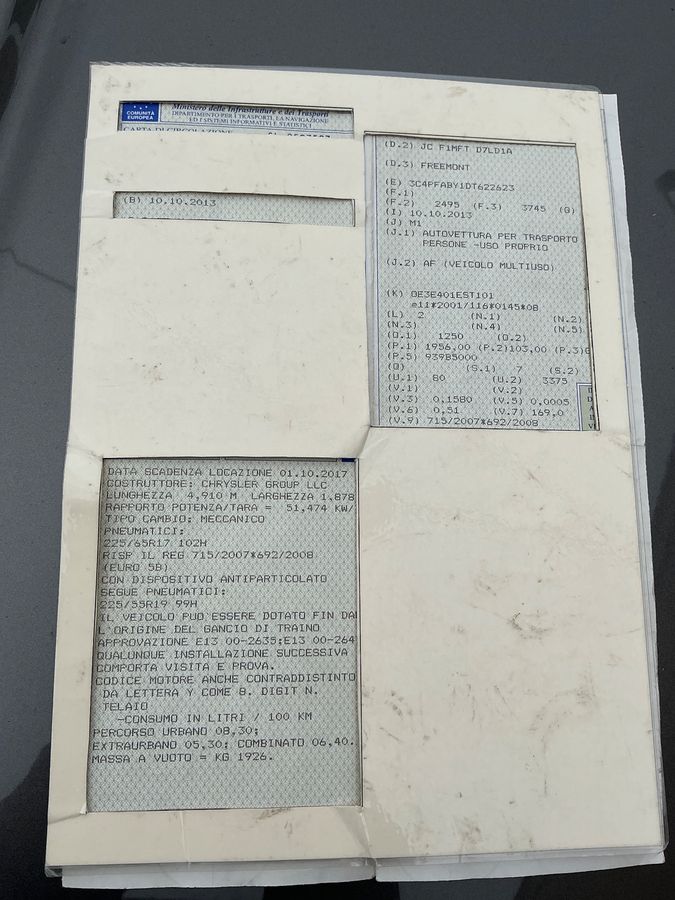 COMUNITÀ
EUROPEA
Ministero delle Infrastrutture e dei Trasporti
DIPARTIMENTO PER I TRASPORTI, LA NAVIGAZIONE
ED I SISTEMI INFORMATIVI E STATISTICI
CARTA DI CIRCOLAZIONE
(B) 10.10.2013
(D.2) JC F1MFT D7LD1A
(D.3) FREEMONT
(E) 3C4PFABY1DT622623
(F.1)
(F.2) 2495 (F.3) 3745 (G)
(I) 10.10.2013
(J) M1
(J.1) AUTOVETTURA PER TRASPORTO
PERSONE -USO PROPRIO
(J.2) AF (VEICOLO MULTIUSO)
(K) OE3E401EST101
e11*2001/116*0145*08
(L) 2 (N.1) (N.2)
(N.3) (N.4) (N.5)
(O.1) 1250 (O.2)
(P.1) 1956,00 (P.2)103,00 (P.3)G
(P.5) 939B5000
(Q) (S.1) 7 (S.2)
(U.1) 80 (U.2) 3375
(V.1) (V.2)
(V.3) 0,1580 (V.5) 0,0005
(V.6) 0,51 (V.7) 169,0
(V.9) 715/2007*692/2008
DATA SCADENZA LOCAZIONE 01.10.2017
COSTRUTTORE: CHRYSLER GROUP LLC
LUNGHEZZA 4,910 M LARGHEZZA 1,878
RAPPORTO POTENZA/TARA = 51,474 KW/
TIPO CAMBIO: MECCANICO
PNEUMATICI:
225/65R17 102H
RISP IL REG 715/2007*692/2008
(EURO 5B)
CON DISPOSITIVO ANTIPARTICOLATO
SEGUE PNEUMATICI:
225/55R19 99H
IL VEICOLO PUO ESSERE DOTATO FIN DA
L'ORIGINE DEL GANCIO DI TRAINO
APPROVAZIONE E13 00-2635;E13 00-264
QUALUNQUE INSTALLAZIONE SUCCESSIVA
COMPORTA VISITA E PROVA.
CODICE MOTORE ANCHE CONTRADDISTINTO
DA LETTERA Y COME 8. DIGIT N.
TELAIO
-CONSUMO IN LITRI / 100 KM
PERCORSO URBANO 08,30;
EXTRAURBANO 05,30; COMBINATO 06,40.
MASSA A VUOTO = KG 1926.